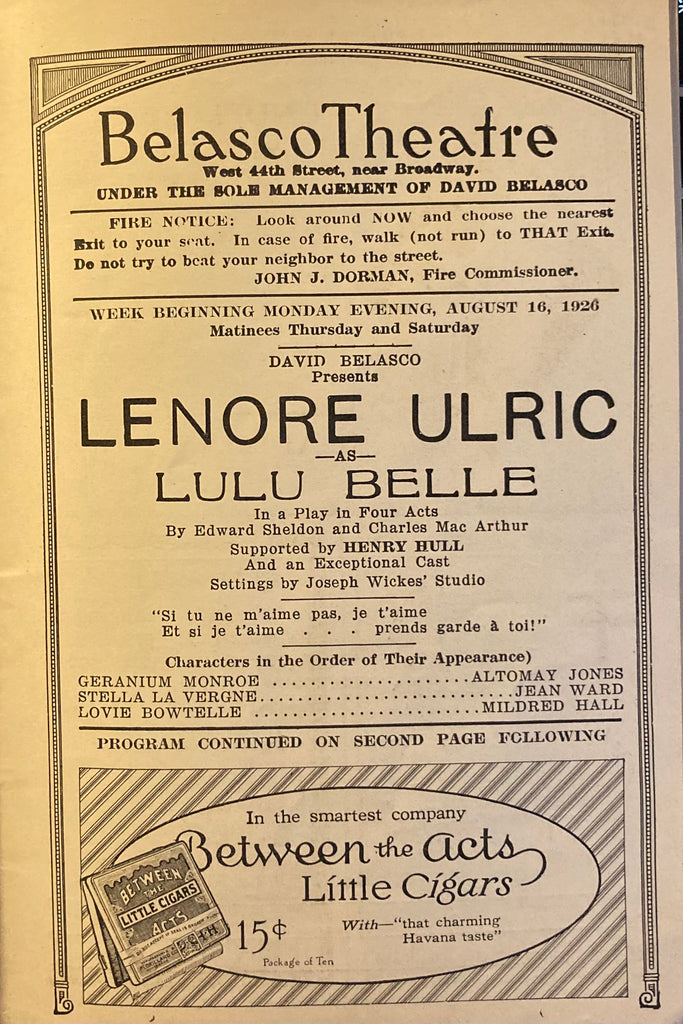 Belasco Theatre
West 44th Street, near Broadway.
UNDER THE SOLE MANAGEMENT OF DAVID BELASCO
FIRE NOTICE: Look around NOW and choose the nearest
Exit to your seat. In case of fire, walk (not run) to THAT Exit.
Do not try to beat your neighbor to the street.
JOHN J. DORMAN, Fire Commissioner.
WEEK BEGINNING MONDAY EVENING, AUGUST 16, 1926
Matinees Thursday and Saturday
DAVID BELASCO
Presents
LENORE ULRIC
—AS—
LULU BELLE
In a Play in Four Acts
By Edward Sheldon and Charles Mac Arthur
Supported by HENRY HULL
And an Exceptional Cast
Settings by Joseph Wickes' Studio
"Si tu ne m'aime pas, je t'aime
Et si je t'aime . . . prends garde à toi!"
Characters in the Order of Their Appearance)
GERANIUM MONROE ......................ALTOMAY JONES
STELLA LA VERGNE............................JEAN WARD
LOVIE BOWTELLE .........................MILDRED HALL
PROGRAM CONTINUED ON SECOND PAGE FOLLOWING
In the smartest company
Between the Acts
Little Cigars
15¢
Package of Ten
With—"that charming
Havana taste"
BETWEEN
THE
LITTLE CIGARS
ACTS